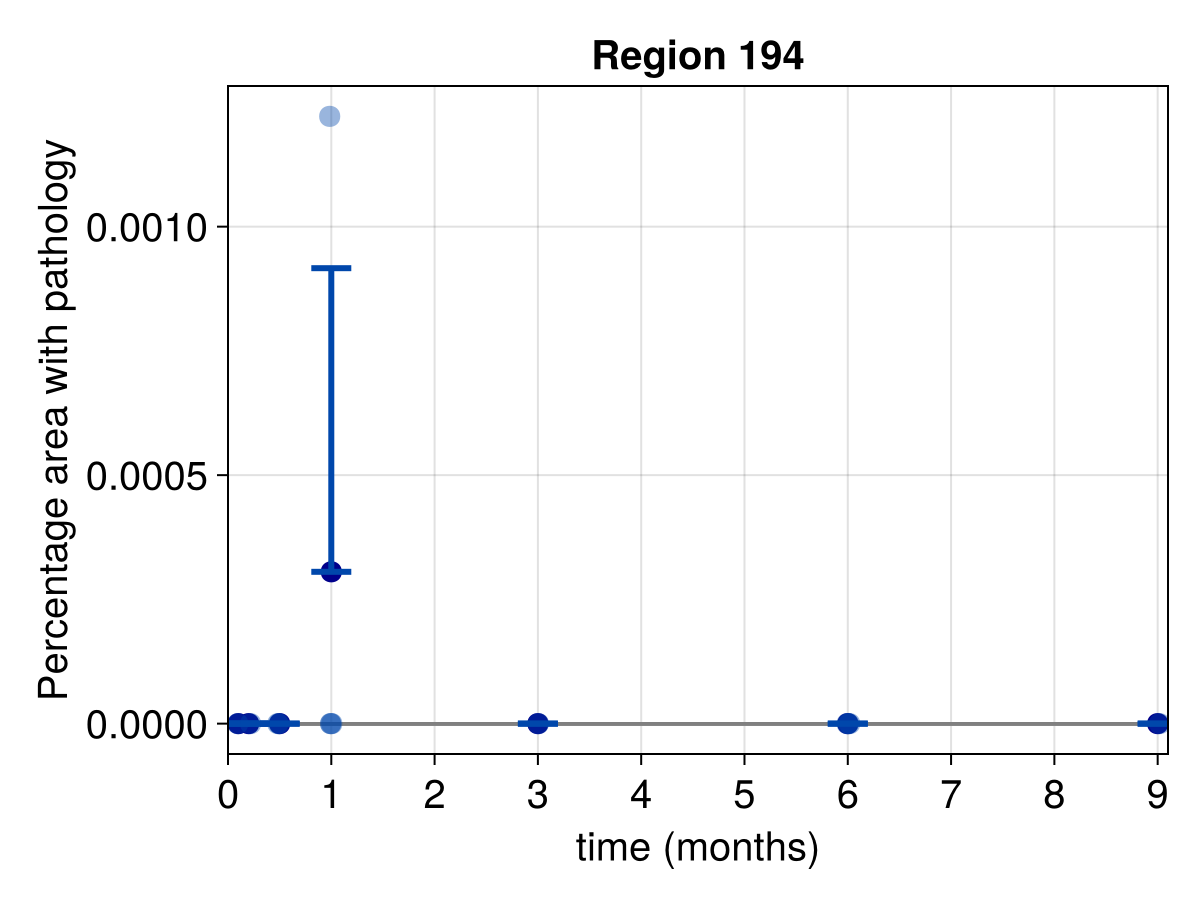 Region 194
Percentage area with pathology
0.0010
0.0005
0.0000
0 1 2 3 4 5 6 7 8 9
time (months)